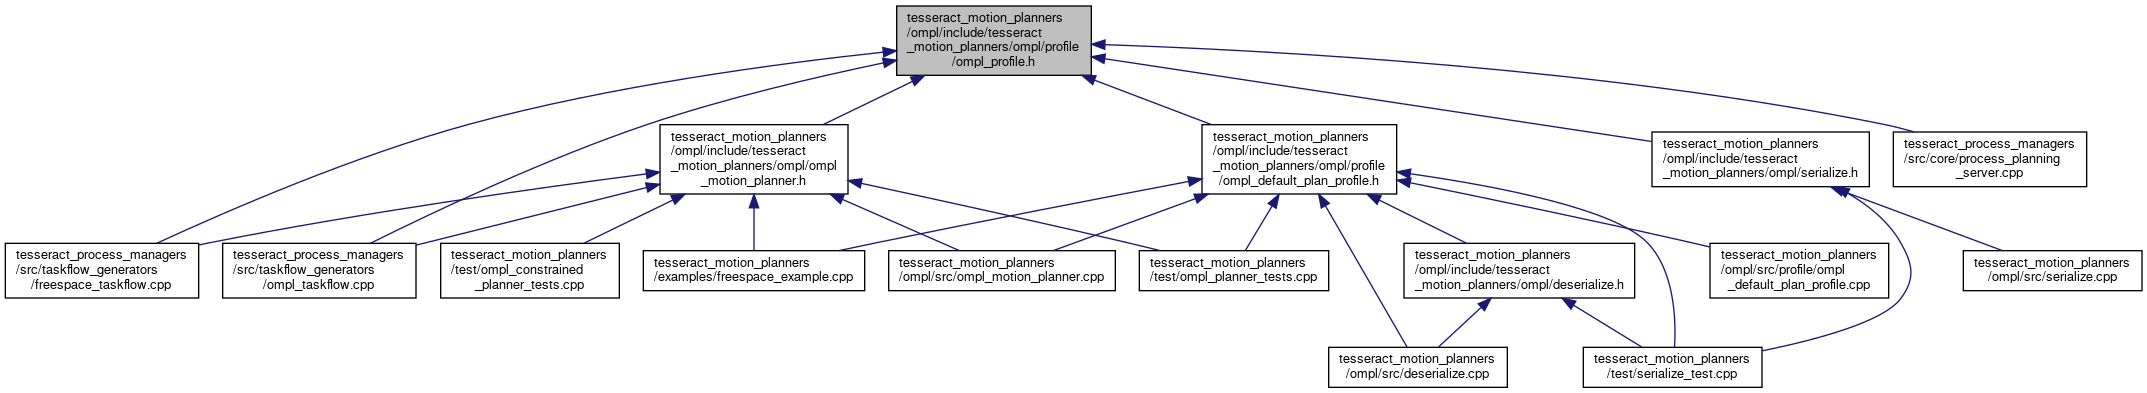 tesseract_motion_planners
/ompl/include/tesseract
_motion_planners/ompl/profile
/ompl_profile.h
tesseract_motion_planners
/ompl/include/tesseract
_motion_planners/ompl/ompl
_motion_planner.h
tesseract_motion_planners
/ompl/include/tesseract
_motion_planners/ompl/profile
/ompl_default_plan_profile.h
tesseract_motion_planners
/ompl/include/tesseract
_motion_planners/ompl/serialize.h
tesseract_process_managers
/src/core/process_planning
_server.cpp
tesseract_process_managers
/src/taskflow_generators
/freespace_taskflow.cpp
tesseract_process_managers
/src/taskflow_generators
/ompl_taskflow.cpp
tesseract_motion_planners
/test/ompl_constrained
_planner_tests.cpp
tesseract_motion_planners
/examples/freespace_example.cpp
tesseract_motion_planners
/ompl/src/ompl_motion_planner.cpp
tesseract_motion_planners
/test/ompl_planner_tests.cpp
tesseract_motion_planners
/ompl/include/tesseract
_motion_planners/ompl/deserialize.h
tesseract_motion_planners
/ompl/src/profile/ompl
_default_plan_profile.cpp
tesseract_motion_planners
/ompl/src/serialize.cpp
tesseract_motion_planners
/ompl/src/deserialize.cpp
tesseract_motion_planners
/test/serialize_test.cpp